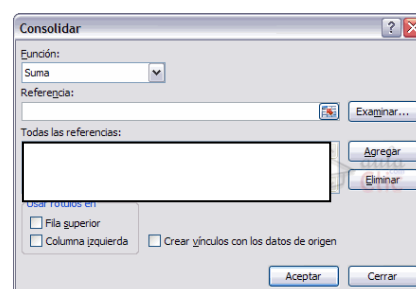 Consolidar
Función:
Suma
Referencia:
Examinar...
Todas las referencias:
Agregar
Eliminar
Usar rótulos en
Fila superior
Columna izquierda
Crear vínculos con los datos de origen
Aceptar
Cerrar